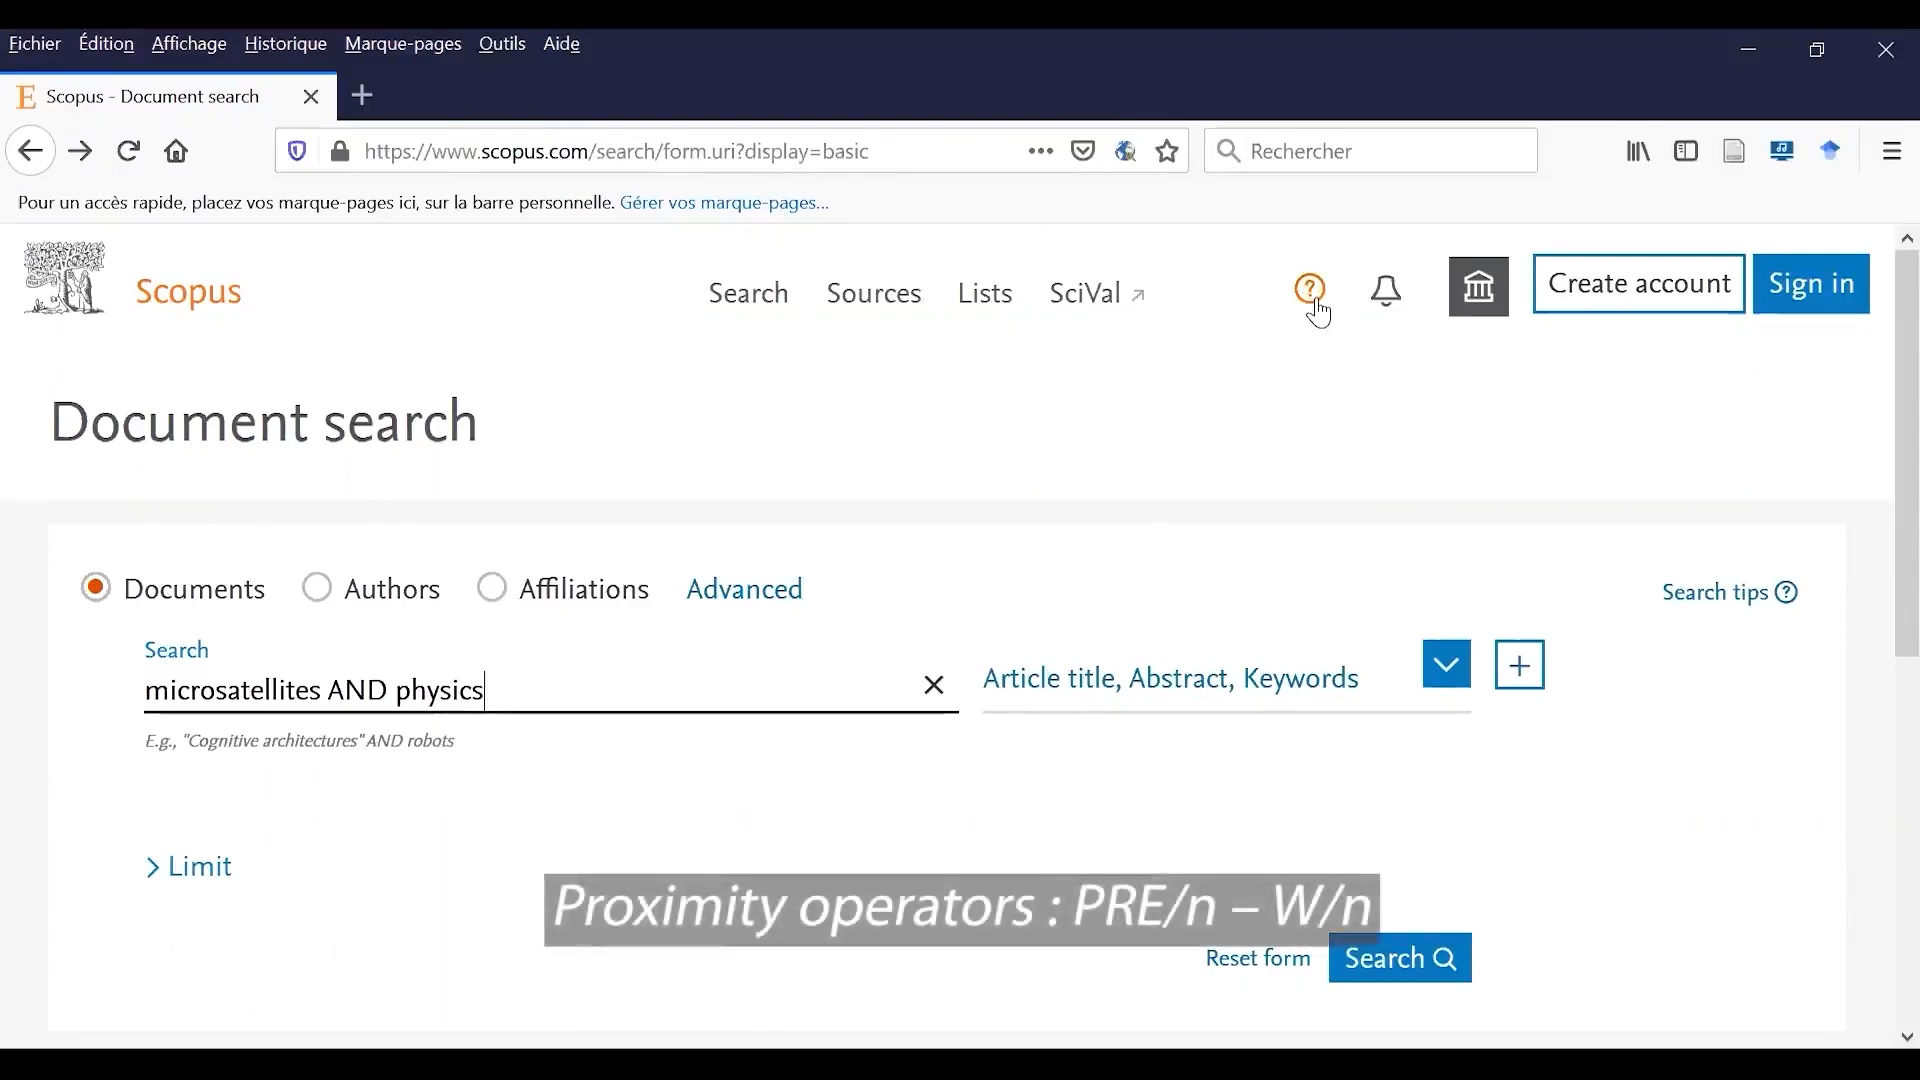 Fichier Édition Affichage Historique Marque-pages Outils Aide
Scopus - Document search
https://www.scopus.com/search/form.uri?display=basic
Rechercher
Pour un accès rapide, placez vos marque-pages ici, sur la barre personnelle. Gérer vos marque-pages...
Scopus
Search Sources Lists SciVal
Create account
Sign in
Document search
Documents Authors Affiliations Advanced
Search tips
Search
microsatellites AND physics
Article title, Abstract, Keywords
E.g., "Cognitive architectures" AND robots
Limit
Proximity operators : PRE/n – W/n
Reset form
Search